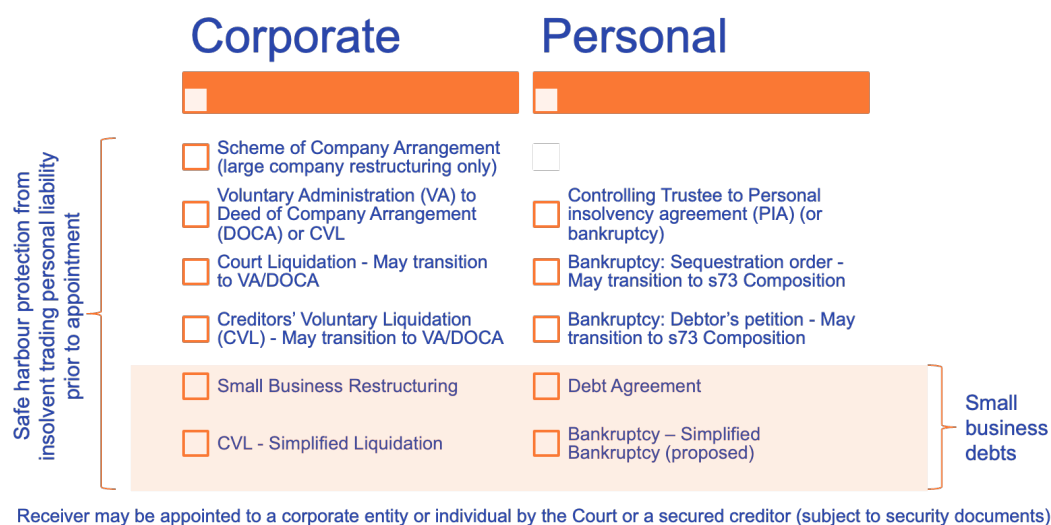 Corporate
Personal
Safe harbour protection from
insolvent trading personal liability
prior to appointment
Scheme of Company Arrangement
(large company restructuring only)
Voluntary Administration (VA) to
Deed of Company Arrangement
(DOCA) or CVL
Controlling Trustee to Personal
insolvency agreement (PIA) (or
bankruptcy)
Court Liquidation - May transition
to VA/DOCA
Bankruptcy: Sequestration order -
May transition to s73 Composition
Creditors’ Voluntary Liquidation
(CVL) - May transition to VA/DOCA
Bankruptcy: Debtor’s petition - May
transition to s73 Composition
Small Business Restructuring
Debt Agreement
CVL - Simplified Liquidation
Bankruptcy – Simplified
Bankruptcy (proposed)
Small
business
debts
Receiver may be appointed to a corporate entity or individual by the Court or a secured creditor (subject to security documents)